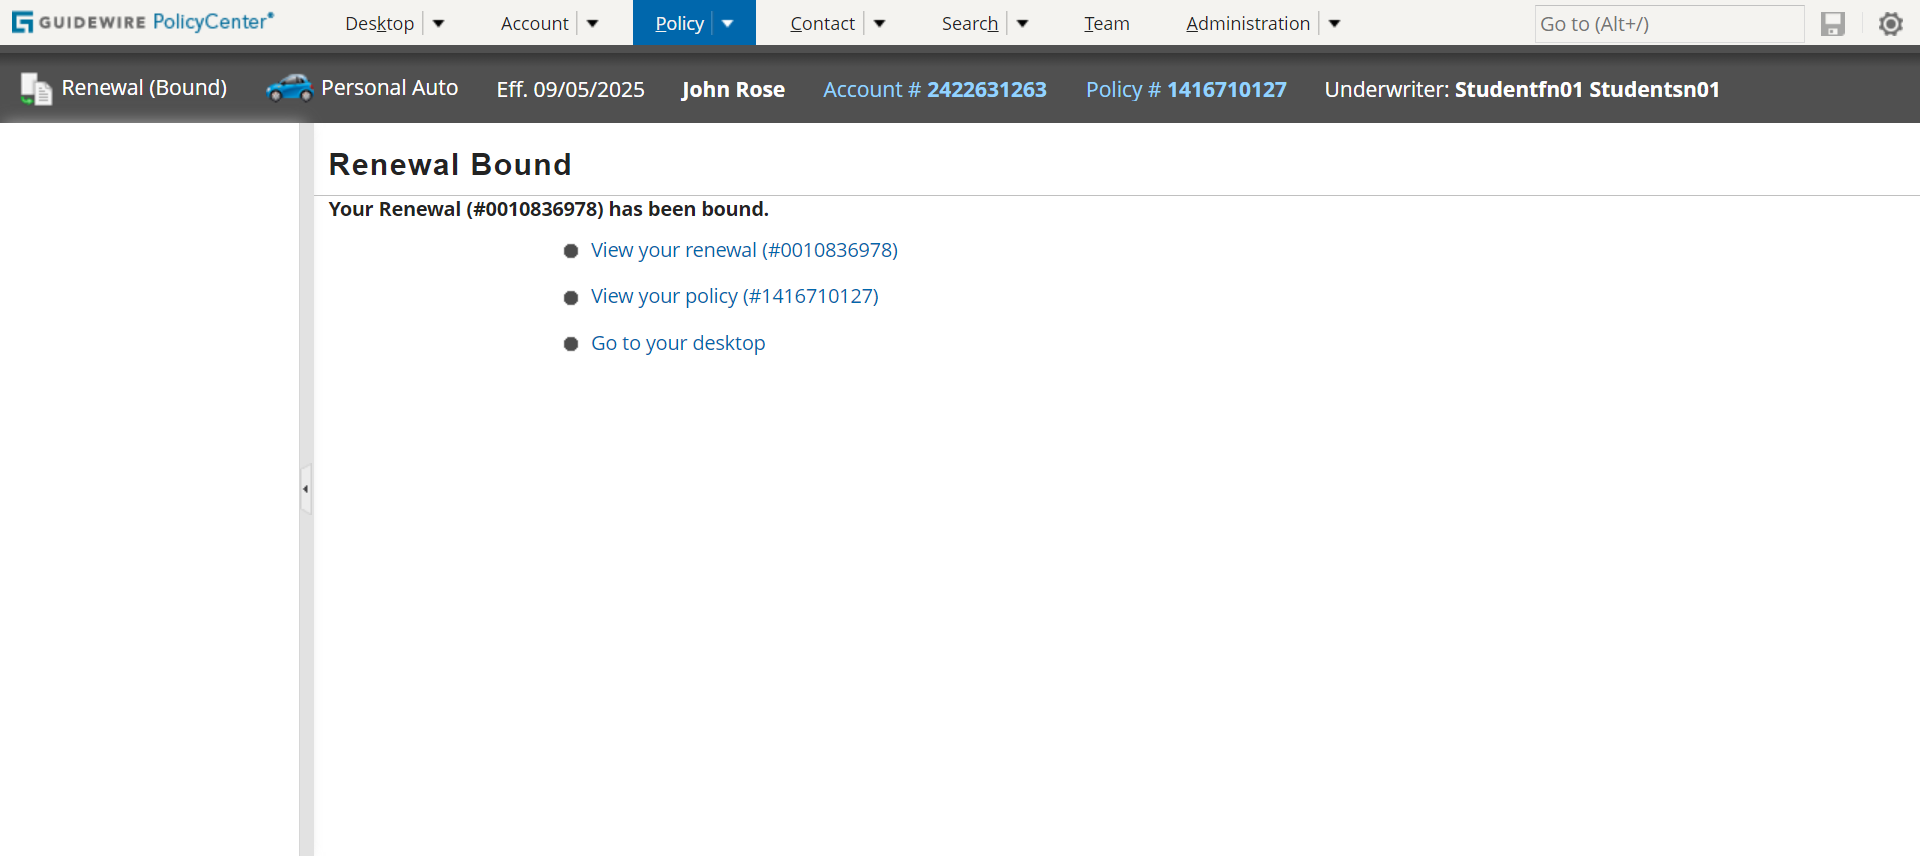 GUIDEWIRE PolicyCenter® Desktop Account Policy Contact Search Team Administration Go to (Alt+/)
Renewal (Bound) Personal Auto Eff. 09/05/2025 John Rose Account # 2422631263 Policy # 1416710127 Underwriter: Studentfn01 Studentsn01
Renewal Bound
Your Renewal (#0010836978) has been bound.
View your renewal (#0010836978)
View your policy (#1416710127)
Go to your desktop